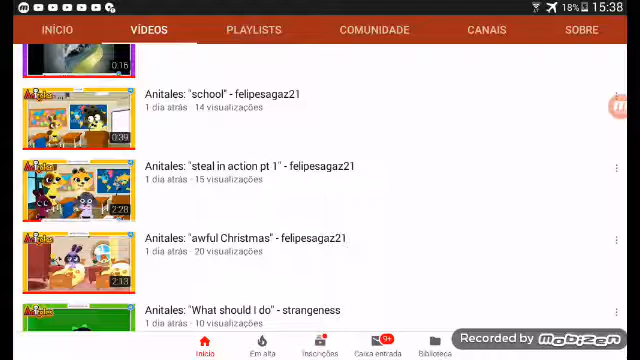 18% 15:38
INÍCIO VÍDEOS PLAYLISTS COMUNIDADE CANAIS SOBRE
0:16
Anitales: "school" - felipesagaz21
1 dia atrás · 14 visualizações
0:39
Anitales: "steal in action pt 1" - felipesagaz21
1 dia atrás · 15 visualizações
2:28
Anitales: "awful Christmas" - felipesagaz21
1 dia atrás · 20 visualizações
2:13
Anitales: "What should I do" - strangeness
1 dia atrás · 10 visualizações
9+
Início Em alta Inscrições Caixa entrada Biblioteca
Recorded by mobizen